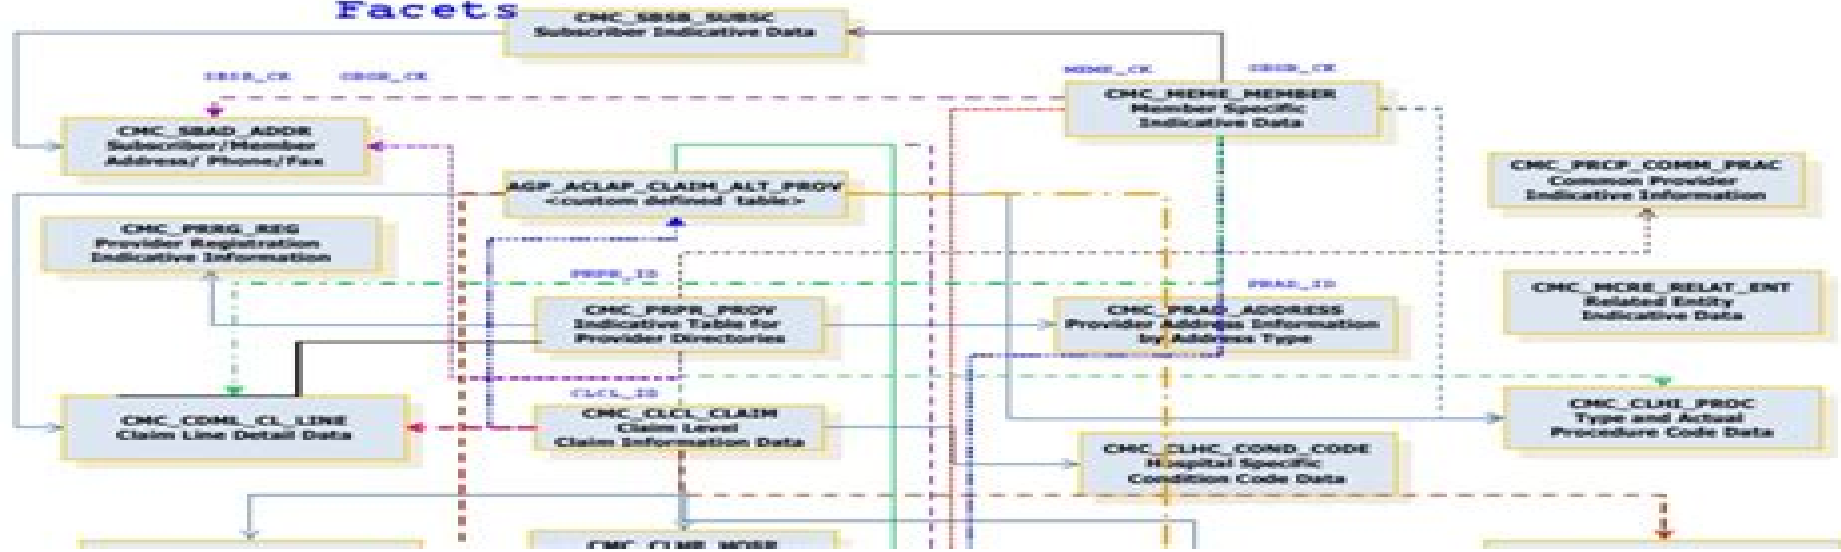 Facets
CMC_SBSB_SUBSC
Subscriber Indicative Data
SBSB_CK
SBSB_CK
MEME_CK
SBSB_CK
CMC_MEME_MEMBER
Member Specific
Indicative Data
CMC_SBAD_ADDR
Subscriber/Member
Address/ Phone/Fax
AGP_ACLAP_CLAIM_ALT_PROV
<custom defined table>
CMC_PRCP_COMM_PRAC
Common Provider
Indicative Information
CMC_PRRG_REG
Provider Registration
Indicative Information
PRPR_ID
PRAD_ID
CMC_PRPR_PROV
Indicative Table for
Provider Directories
CMC_PRAD_ADDRESS
Provider Address Information
by Address Type
CMC_MCRE_RELAT_ENT
Related Entity
Indicative Data
CLCL_ID
CMC_CDML_CL_LINE
Claim Line Detail Data
CMC_CLCL_CLAIM
Claim Level
Claim Information Data
CMC_CLHI_PROC
Type and Actual
Procedure Code Data
CMC_CLHC_COND_CODE
Hospital Specific
Condition Code Data